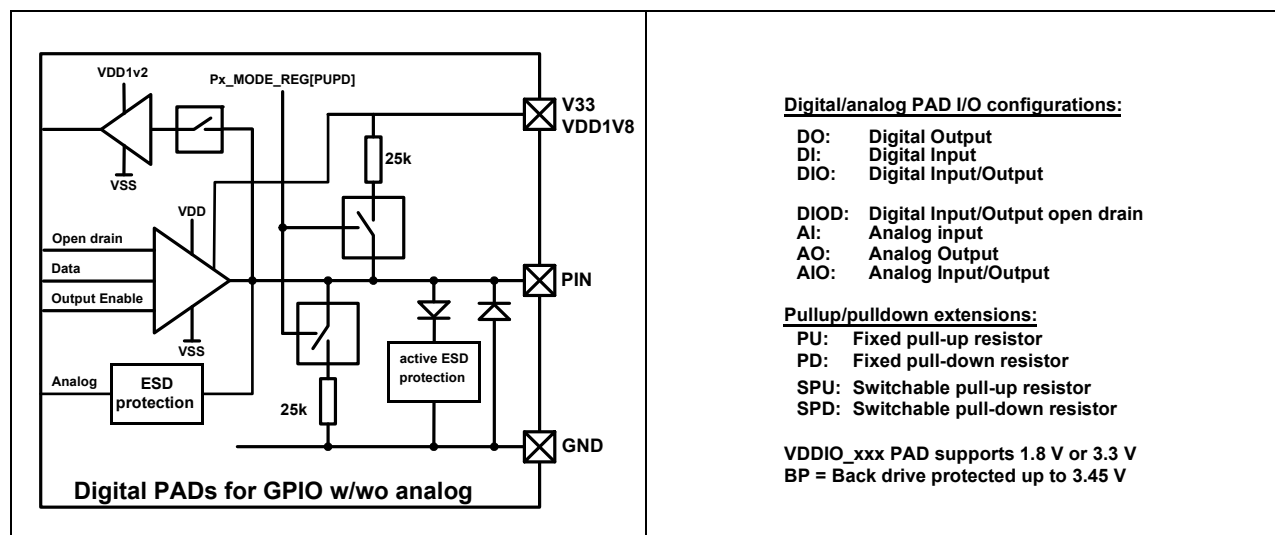 VDD1v2
Px_MODE_REG[PUPD]
V33
VDD1V8
25k
VSS
VDD
Open drain
Data
Output Enable
PIN
VSS
Analog
ESD
protection
active ESD
protection
25k
GND
Digital PADs for GPIO w/wo analog
Digital/analog PAD I/O configurations:
DO: Digital Output
DI: Digital Input
DIO: Digital Input/Output
DIOD: Digital Input/Output open drain
AI: Analog input
AO: Analog Output
AIO: Analog Input/Output
Pullup/pulldown extensions:
PU: Fixed pull-up resistor
PD: Fixed pull-down resistor
SPU: Switchable pull-up resistor
SPD: Switchable pull-down resistor
VDDIO_xxx PAD supports 1.8 V or 3.3 V
BP = Back drive protected up to 3.45 V